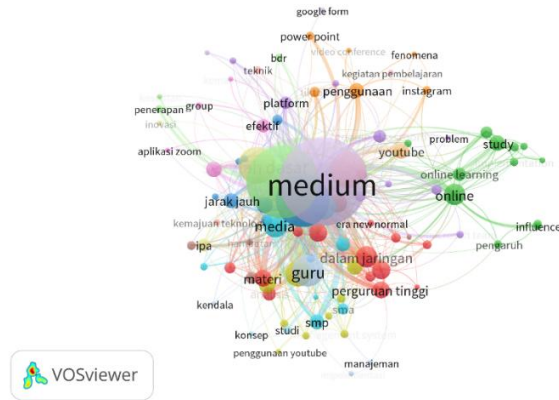 google form
power point
video conference
bdr
fenomena
teknik
kegiatan pembelajaran
penggunaan
instagram
platform
group
penerapan
inovasi
efektif
problem
study
youtube
aplikasi zoom
online learning
medium
online
jarak jauh
kemajuan teknologi
media
era new normal
influence
pengaruh
ipa
hambatan
dalam jaringan
guru
materi
perguruan tinggi
kendala
sma
smp
konsep
studi
penggunaan youtube
manajeman
VOSviewer